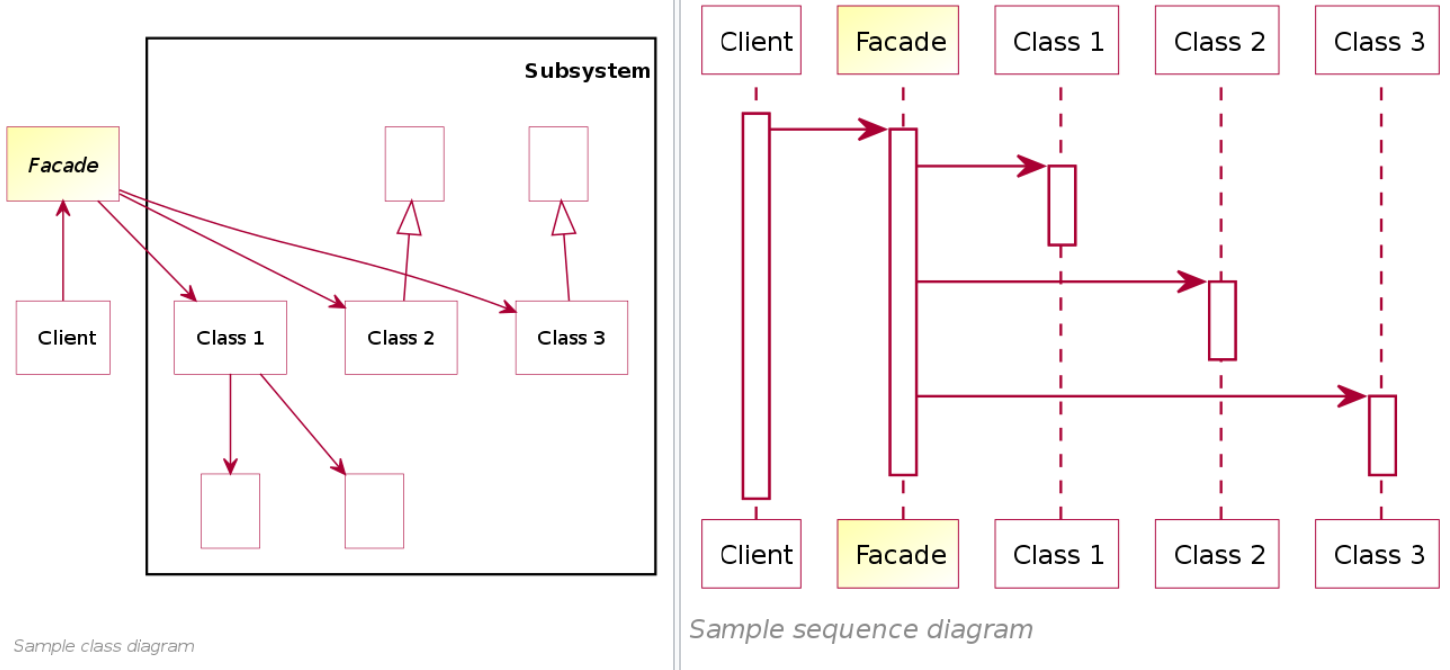 Subsystem
Facade
Client
Class 1
Class 2
Class 3
Sample class diagram
Client
Facade
Class 1
Class 2
Class 3
Client
Facade
Class 1
Class 2
Class 3
Sample sequence diagram